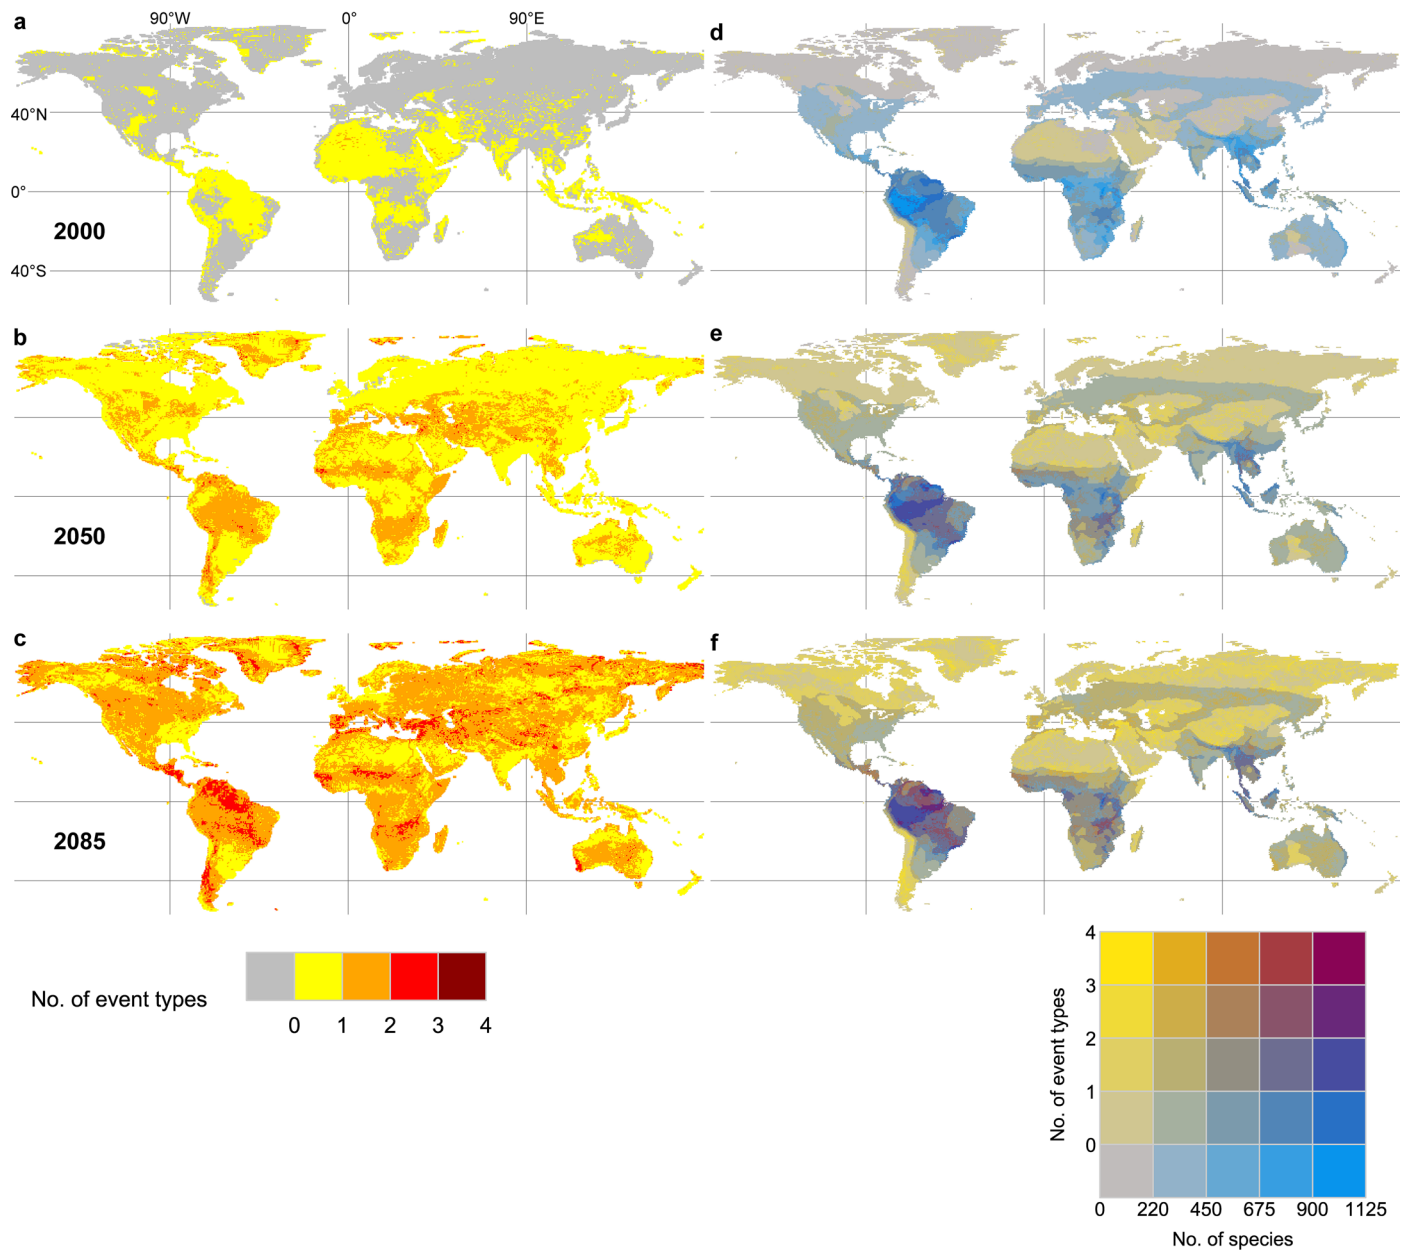 a
90°W
0°
90°E
d
40°N
0°
2000
40°S
b
e
2050
c
f
2085
No. of event types
0 1 2 3 4
No. of event types
4
3
2
1
0
0 220 450 675 900 1125
No. of species